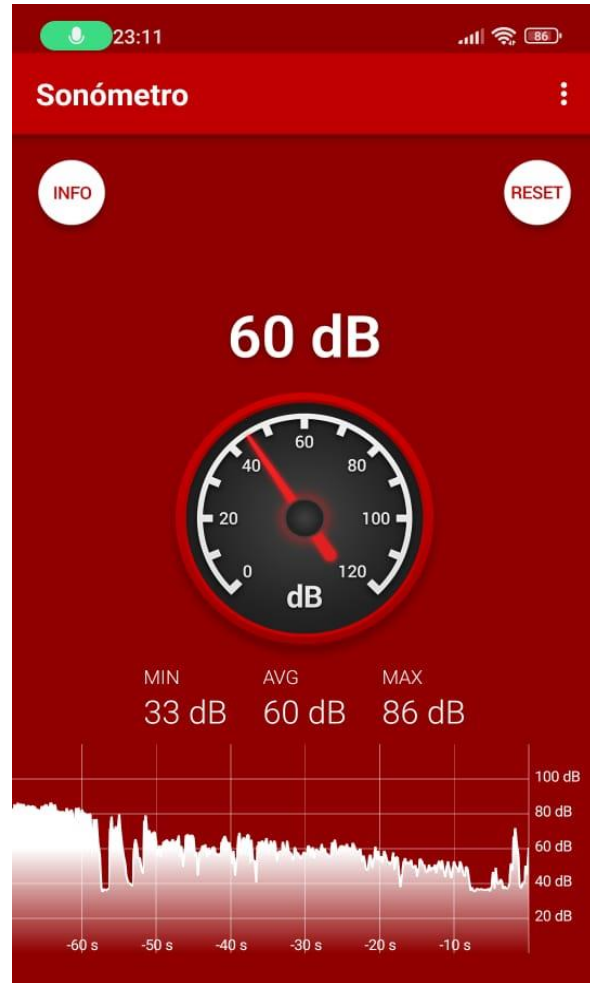 23:11 86
Sonómetro
INFO RESET
60 dB
60
40 80
20 100
0 120
dB
MIN AVG MAX
33 dB 60 dB 86 dB
100 dB
80 dB
60 dB
40 dB
20 dB
-60 s -50 s -40 s -30 s -20 s -10 s